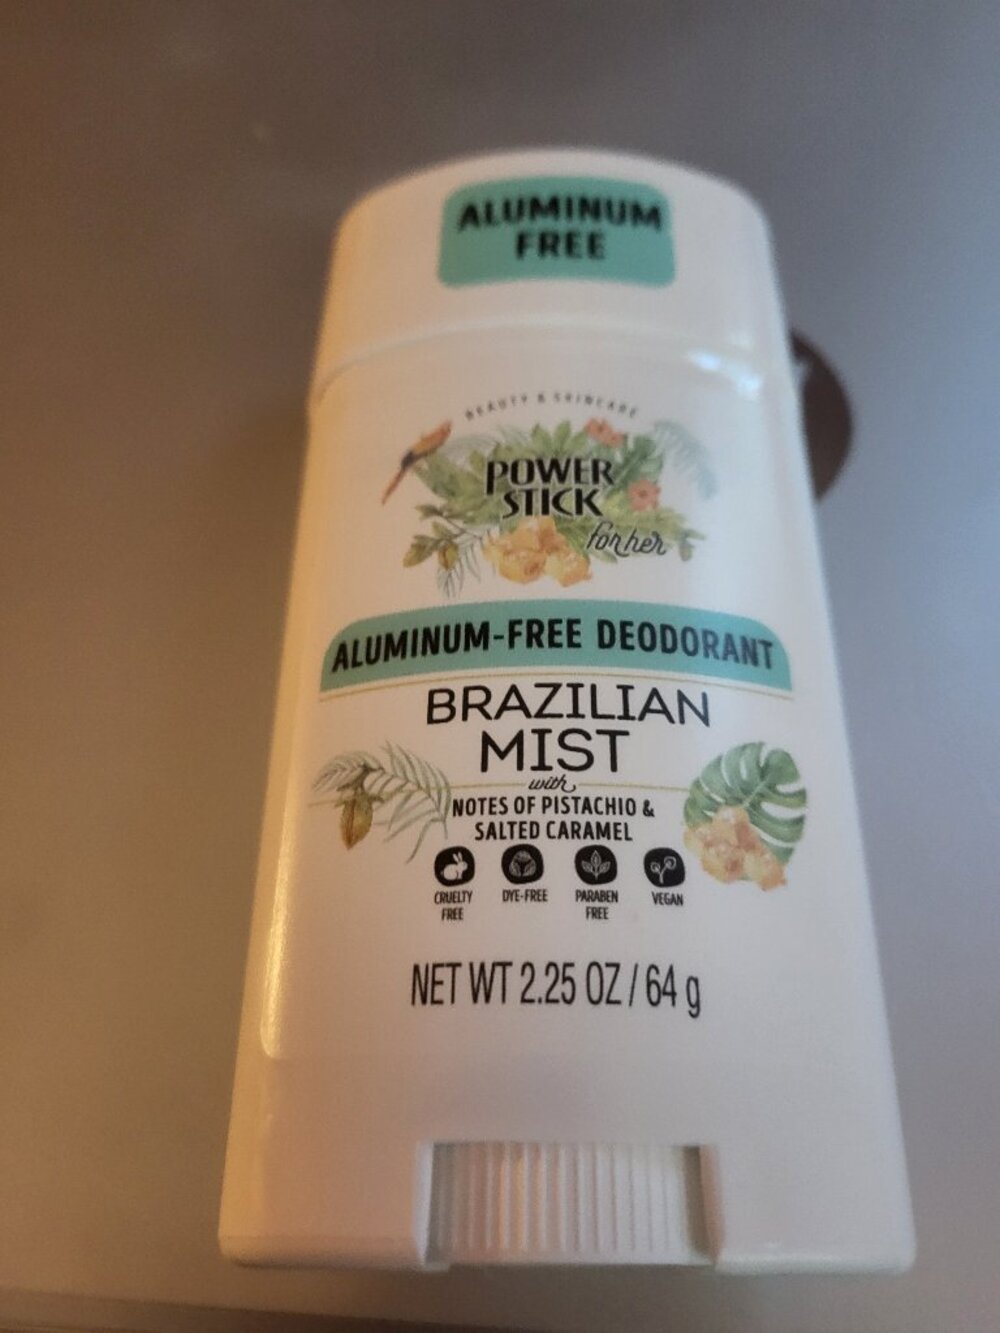 ALUMINUM
FREE
BEAUTY & SKINCARE
POWER
STICK
for her
ALUMINUM-FREE DEODORANT
BRAZILIAN
MIST
with
NOTES OF PISTACHIO &
SALTED CARAMEL
CRUELTY
FREE
DYE-FREE
PARABEN
FREE
VEGAN
NET WT 2.25 OZ / 64 g